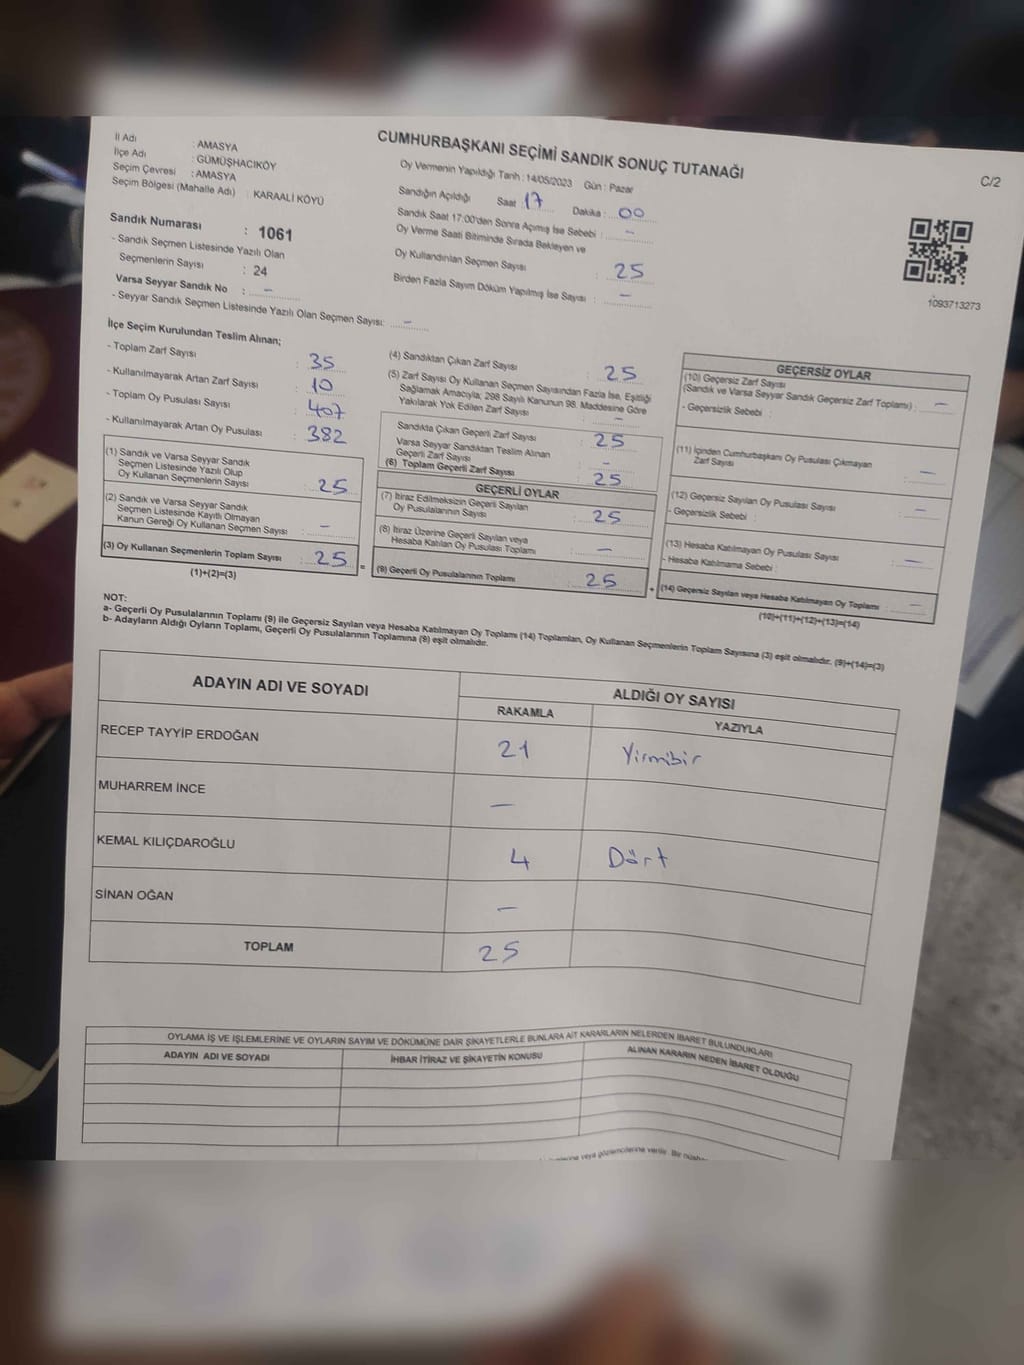 CUMHURBAŞKANI SEÇİMİ SANDIK SONUÇ TUTANAĞI
C/2
İl Adı : AMASYA
İlçe Adı : GÜMÜŞHACIKÖY
Seçim Çevresi : AMASYA
Seçim Bölgesi (Mahalle Adı) : KARAALİ KÖYÜ
Sandık Numarası : 1061
- Sandık Seçmen Listesinde Yazılı Olan
Seçmenlerin Sayısı : 24
Varsa Seyyar Sandık No : –
- Seyyar Sandık Seçmen Listesinde Yazılı Olan Seçmen Sayısı: –
Oy Vermenin Yapıldığı Tarih : 14/05/2023 Gün : Pazar
Sandığın Açıldığı Saat 17 Dakika : 00
Sandık Saat 17:00'den Sonra Açımış İse Sebebi : –
Oy Verme Saati Bitiminde Sırada Bekleyen ve
Oy Kullandırılan Seçmen Sayısı : 25
Birden Fazla Sayım Döküm Yapılmış İse Sayısı : –
1093713273
İlçe Seçim Kurulundan Teslim Alınan;
- Toplam Zarf Sayısı : 35
- Kullanılmayarak Artan Zarf Sayısı : 10
- Toplam Oy Pusulası Sayısı : 407
- Kullanılmayarak Artan Oy Pusulası : 382
(1) Sandık ve Varsa Seyyar Sandık
Seçmen Listesinde Yazılı Olup
Oy Kullanan Seçmenlerin Sayısı : 25
(2) Sandık ve Varsa Seyyar Sandık
Seçmen Listesinde Kayıtlı Olmayan
Kanun Gereği Oy Kullanan Seçmen Sayısı : –
(3) Oy Kullanan Seçmenlerin Toplam Sayısı : 25 =
(1)+(2)=(3)
(4) Sandıktan Çıkan Zarf Sayısı : 25
(5) Zarf Sayısı Oy Kullanan Seçmen Sayısından Fazla İse, Eşitliği
Sağlamak Amacıyla; 298 Sayılı Kanunun 98. Maddesine Göre
Yakılarak Yok Edilen Zarf Sayısı : –
Sandıkta Çıkan Geçerli Zarf Sayısı : 25
Varsa Seyyar Sandıktan Teslim Alınan
Geçerli Zarf Sayısı : –
(6) Toplam Geçerli Zarf Sayısı : 25
GEÇERLİ OYLAR
(7) İtiraz Edilmeksizin Geçerli Sayılan
Oy Pusulalarının Sayısı : 25
(8) İtiraz Üzerine Geçerli Sayılan veya
Hesaba Katılan Oy Pusulası Toplamı : –
(9) Geçerli Oy Pusulalarının Toplamı : 25 +
GEÇERSİZ OYLAR
(10) Geçersiz Zarf Sayısı
(Sandık ve Varsa Seyyar Sandık Geçersiz Zarf Toplamı) : –
- Geçersizlik Sebebi :
(11) İçinden Cumhurbaşkanı Oy Pusulası Çıkmayan
Zarf Sayısı : –
(12) Geçersiz Sayılan Oy Pusulası Sayısı : –
- Geçersizlik Sebebi :
(13) Hesaba Katılmayan Oy Pusulası Sayısı : –
- Hesaba Katılmama Sebebi :
(14) Geçersiz Sayılan veya Hesaba Katılmayan Oy Toplamı : –
(10)+(11)+(12)+(13)=(14)
NOT:
a- Geçerli Oy Pusulalarının Toplamı (9) ile Geçersiz Sayılan veya Hesaba Katılmayan Oy Toplamı (14) Toplamları, Oy Kullanan Seçmenlerin Toplam Sayısına (3) eşit olmalıdır. (9)+(14)=(3)
b- Adayların Aldığı Oyların Toplamı, Geçerli Oy Pusulalarının Toplamına (9) eşit olmalıdır.
ADAYIN ADI VE SOYADI
ALDIĞI OY SAYISI
RAKAMLA YAZIYLA
RECEP TAYYİP ERDOĞAN 21 Yirmibir
MUHARREM İNCE –
KEMAL KILIÇDAROĞLU 4 Dört
SİNAN OĞAN –
TOPLAM 25
OYLAMA İŞ VE İŞLEMLERİNE VE OYLARIN SAYIM VE DÖKÜMÜNE DAİR ŞİKAYETLERLE BUNLARA AİT KARARLARIN NELERDEN İBARET BULUNDUKLARI
ADAYIN ADI VE SOYADI İHBAR İTİRAZ VE ŞİKAYETİN KONUSU ALINAN KARARIN NEDEN İBARET OLDUĞU
veya gözlemcilerine verilir. Bir